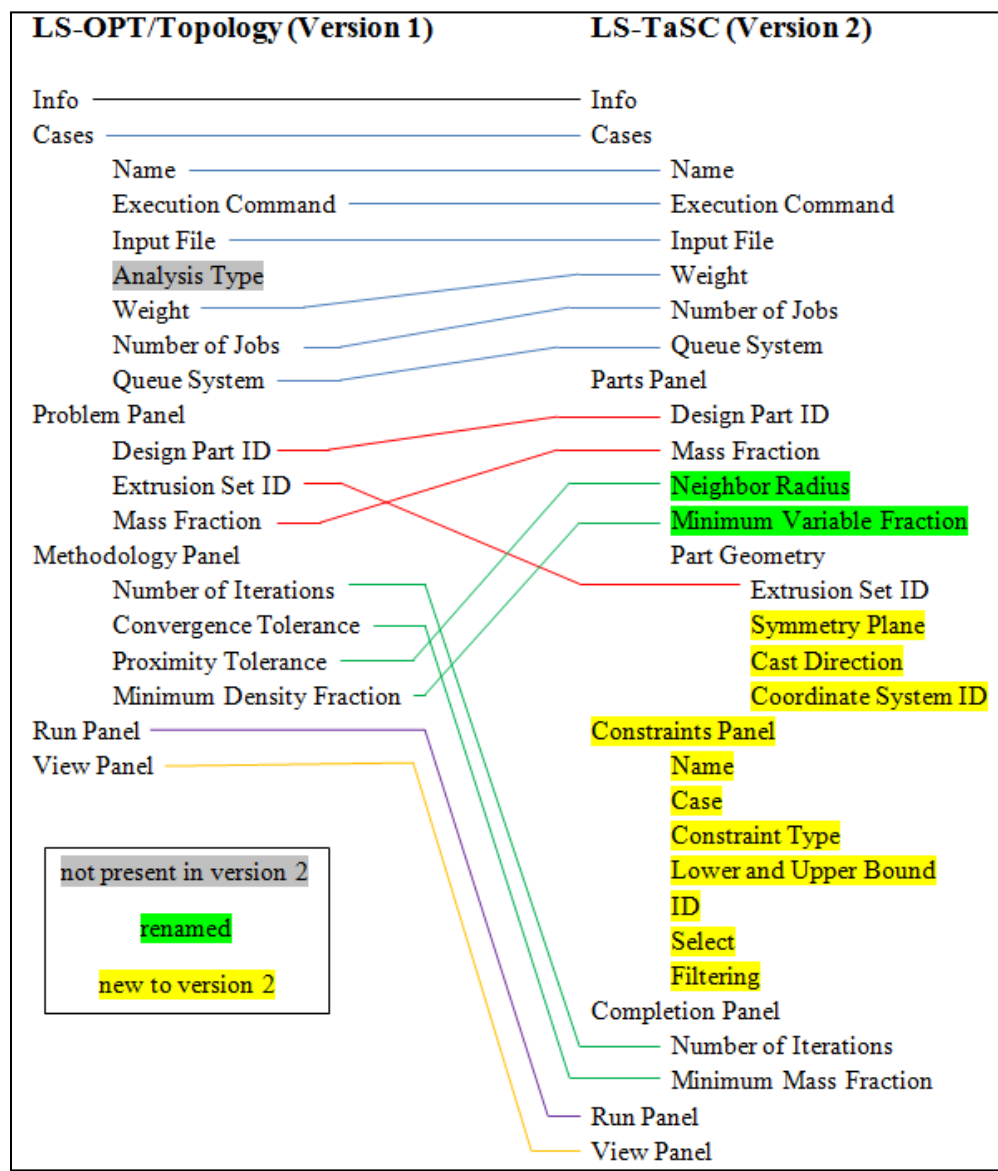 LS-OPT/Topology (Version 1)
Info
Cases
Name
Execution Command
Input File
Analysis Type
Weight
Number of Jobs
Queue System
Problem Panel
Design Part ID
Extrusion Set ID
Mass Fraction
Methodology Panel
Number of Iterations
Convergence Tolerance
Proximity Tolerance
Minimum Density Fraction
Run Panel
View Panel
not present in version 2
renamed
new to version 2
LS-TaSC (Version 2)
Info
Cases
Name
Execution Command
Input File
Weight
Number of Jobs
Queue System
Parts Panel
Design Part ID
Mass Fraction
Neighbor Radius
Minimum Variable Fraction
Part Geometry
Extrusion Set ID
Symmetry Plane
Cast Direction
Coordinate System ID
Constraints Panel
Name
Case
Constraint Type
Lower and Upper Bound
ID
Select
Filtering
Completion Panel
Number of Iterations
Minimum Mass Fraction
Run Panel
View Panel